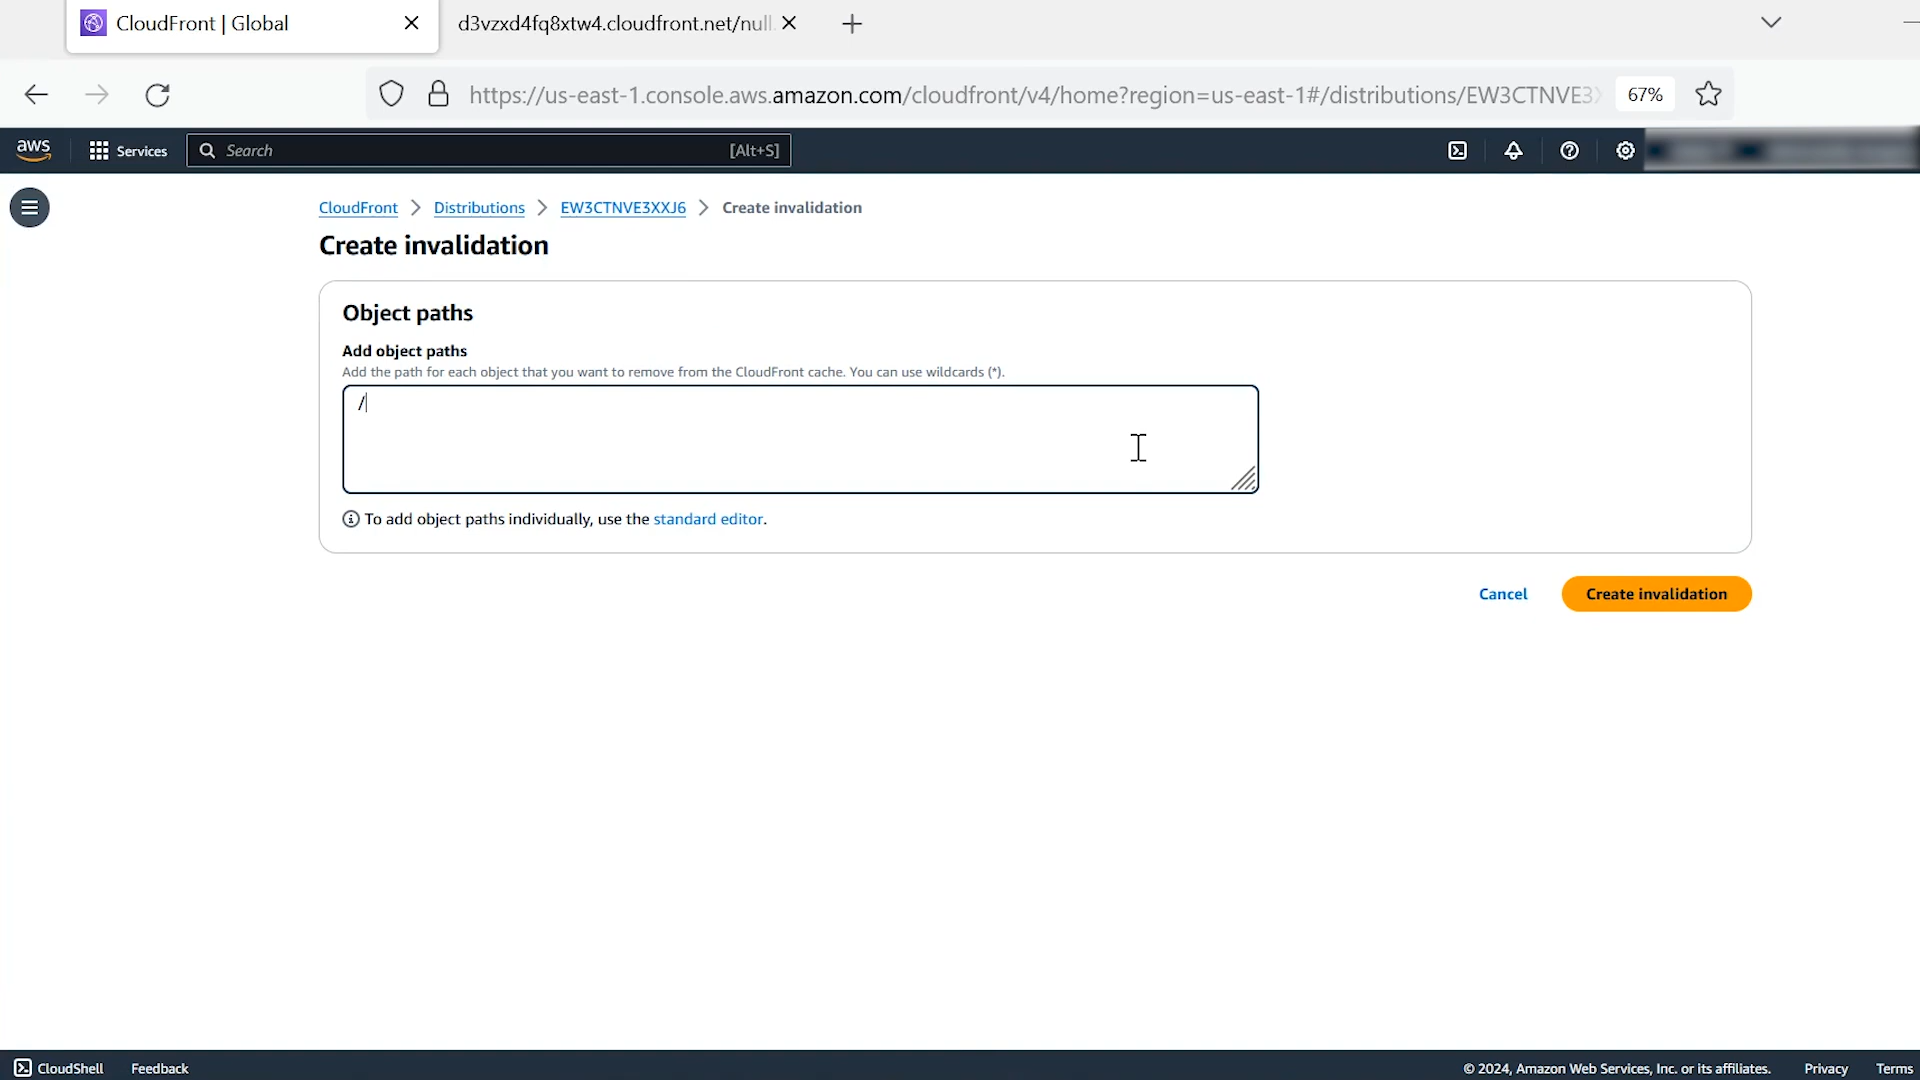 CloudFront | Global
d3vzxd4fq8xtw4.cloudfront.net/null
https://us-east-1.console.aws.amazon.com/cloudfront/v4/home?region=us-east-1#/distributions/EW3CTNVE3X
67%
aws
Services
Search
[Alt+S]
CloudFront > Distributions > EW3CTNVE3XXJ6 > Create invalidation
Create invalidation
Object paths
Add object paths
Add the path for each object that you want to remove from the CloudFront cache. You can use wildcards (*).
/
To add object paths individually, use the standard editor.
Cancel
Create invalidation
CloudShell
Feedback
© 2024, Amazon Web Services, Inc. or its affiliates.
Privacy
Terms